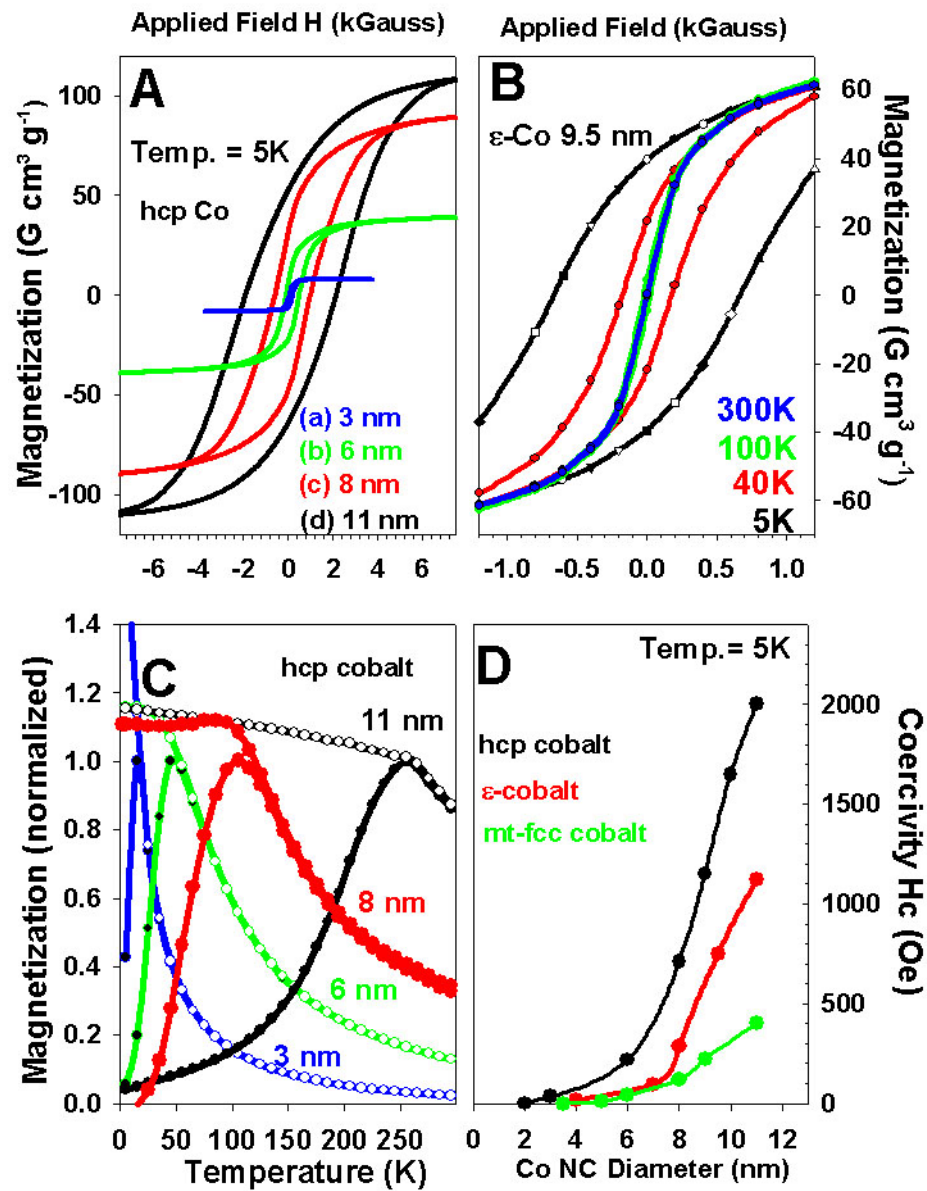 Applied Field H (kGauss)
Applied Field (kGauss)
A
Temp. = 5K
hcp Co
(a) 3 nm
(b) 6 nm
(c) 8 nm
(d) 11 nm
Magnetization (G cm³ g⁻¹)
100
50
0
-50
-100
-6 -4 -2 0 2 4 6
B
ε-Co 9.5 nm
300K
100K
40K
5K
Magnetization (G cm³ g⁻¹)
60
40
20
0
-20
-40
-60
-1.0 -0.5 0.0 0.6 1.0
C
hcp cobalt
11 nm
8 nm
6 nm
3 nm
Magnetization (normalized)
1.4
1.2
1.0
0.8
0.6
0.4
0.2
0.0
0 50 100 150 200 250
Temperature (K)
D
Temp.= 5K
hcp cobalt
ε-cobalt
mt-fcc cobalt
Coercivity Hc (Oe)
2000
1500
1000
500
0
0 2 4 6 8 10 12
Co NC Diameter (nm)